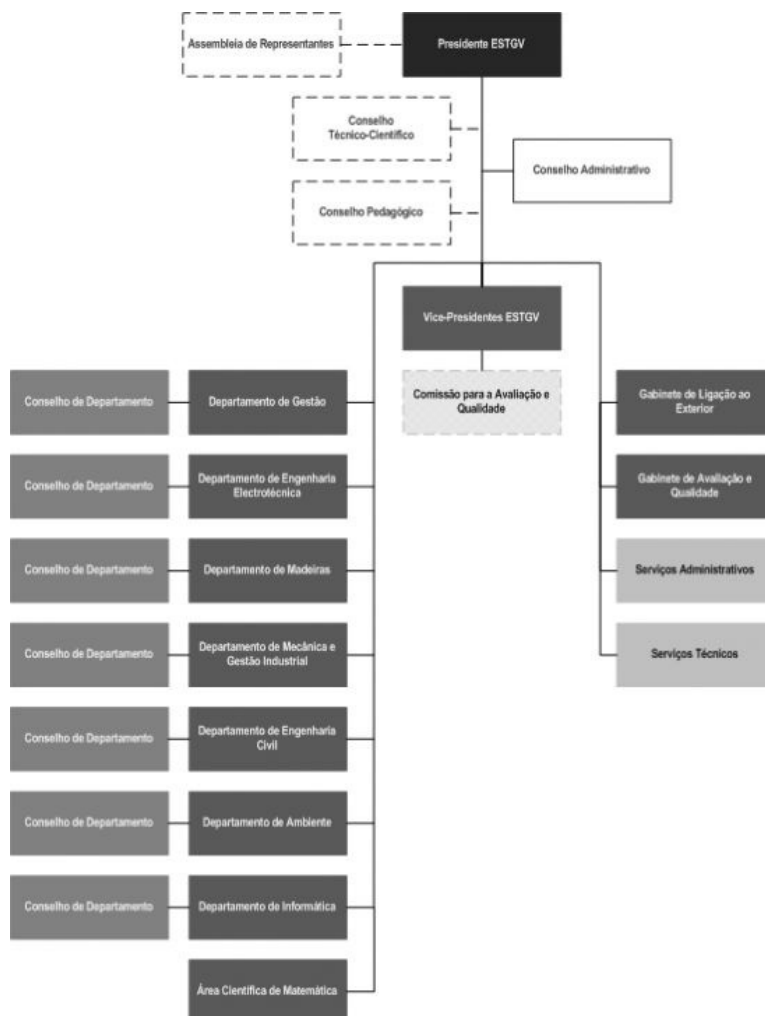 Assembleia de Representantes
Presidente ESTGV
Conselho
Técnico-Científico
Conselho Administrativo
Conselho Pedagógico
Vice-Presidentes ESTGV
Conselho de Departamento
Departamento de Gestão
Comissão para a Avaliação e
Qualidade
Gabinete de Ligação ao
Exterior
Conselho de Departamento
Departamento de Engenharia
Electrotécnica
Gabinete de Avaliação e
Qualidade
Conselho de Departamento
Departamento de Madeiras
Serviços Administrativos
Conselho de Departamento
Departamento de Mecânica e
Gestão Industrial
Serviços Técnicos
Conselho de Departamento
Departamento de Engenharia
Civil
Conselho de Departamento
Departamento de Ambiente
Conselho de Departamento
Departamento de Informática
Área Científica de Matemática